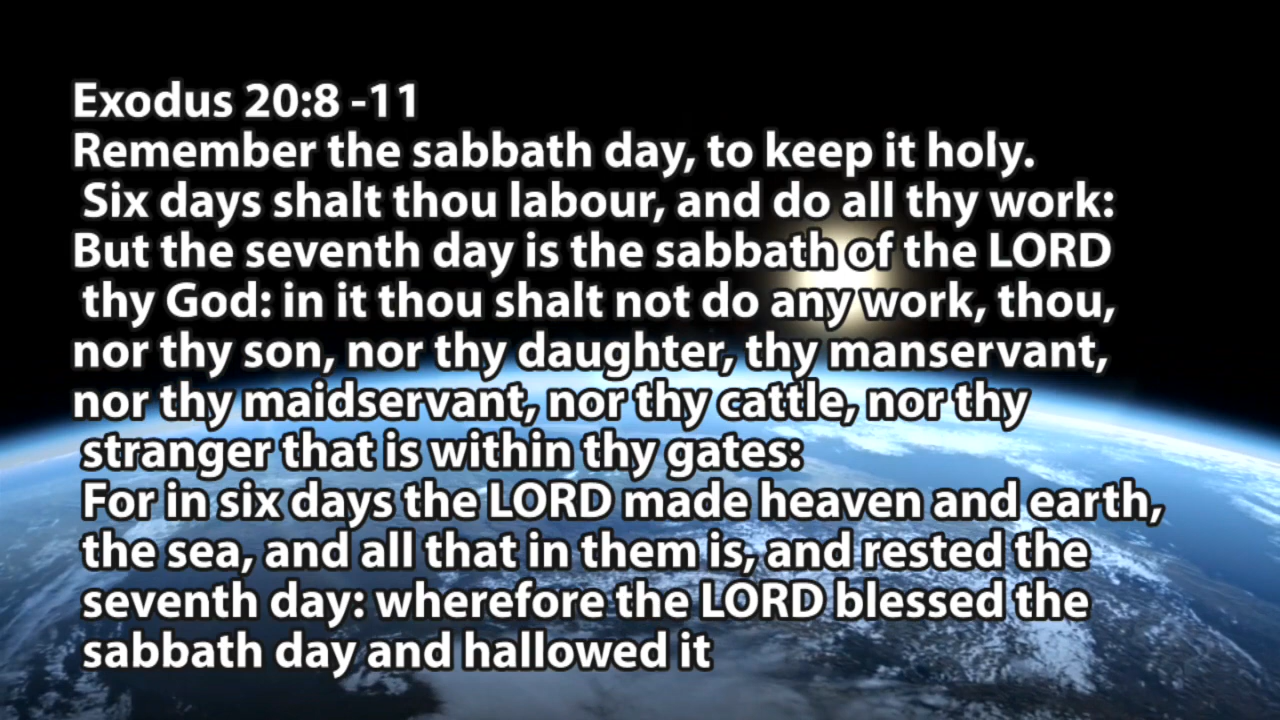 Exodus 20:8 -11
Remember the sabbath day, to keep it holy.
Six days shalt thou labour, and do all thy work:
But the seventh day is the sabbath of the LORD
thy God: in it thou shalt not do any work, thou,
nor thy son, nor thy daughter, thy manservant,
nor thy maidservant, nor thy cattle, nor thy
stranger that is within thy gates:
For in six days the LORD made heaven and earth,
the sea, and all that in them is, and rested the
seventh day: wherefore the LORD blessed the
sabbath day and hallowed it